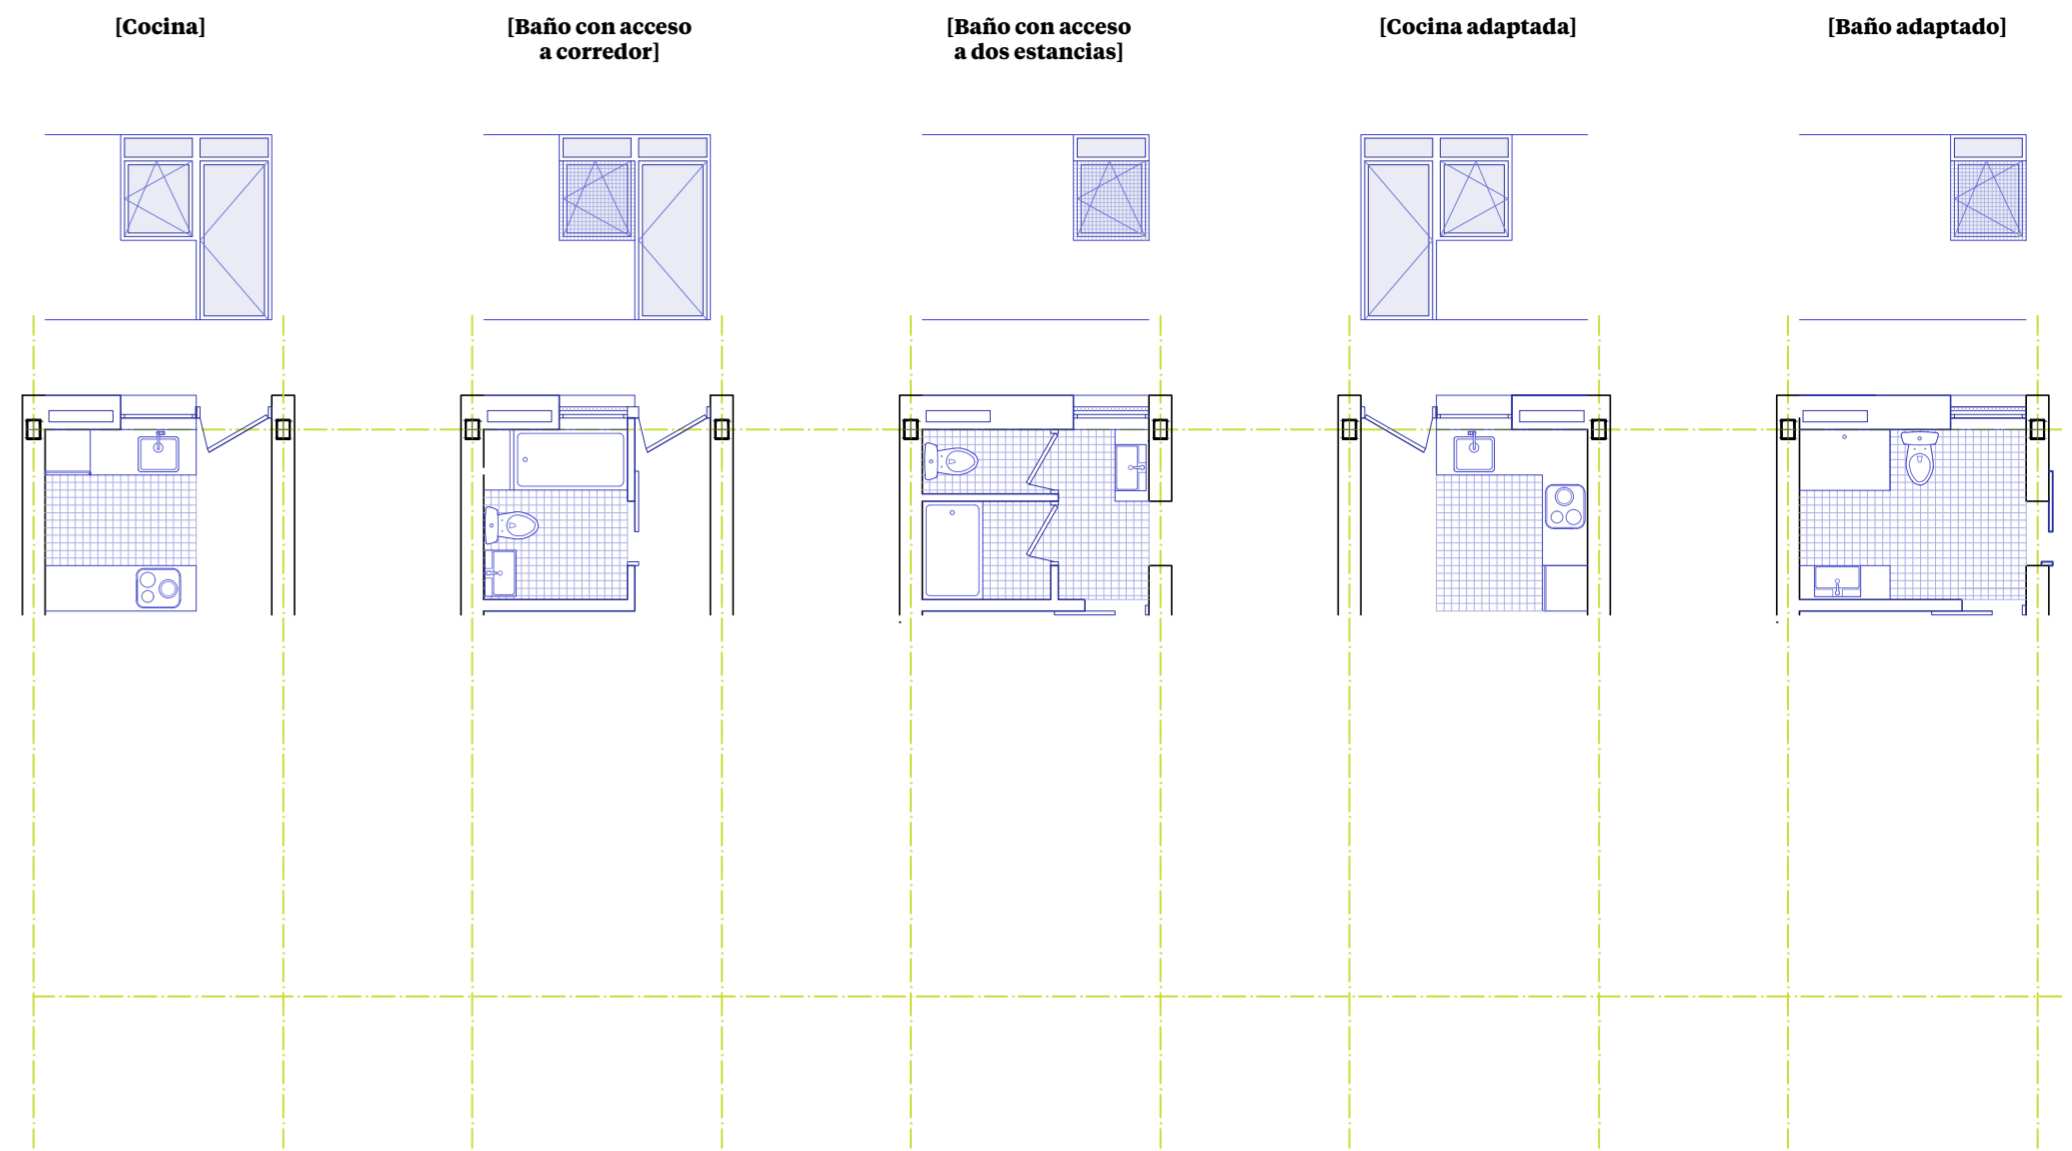 [Cocina]
[Baño con acceso
a corredor]
[Baño con acceso
a dos estancias]
[Cocina adaptada]
[Baño adaptado]